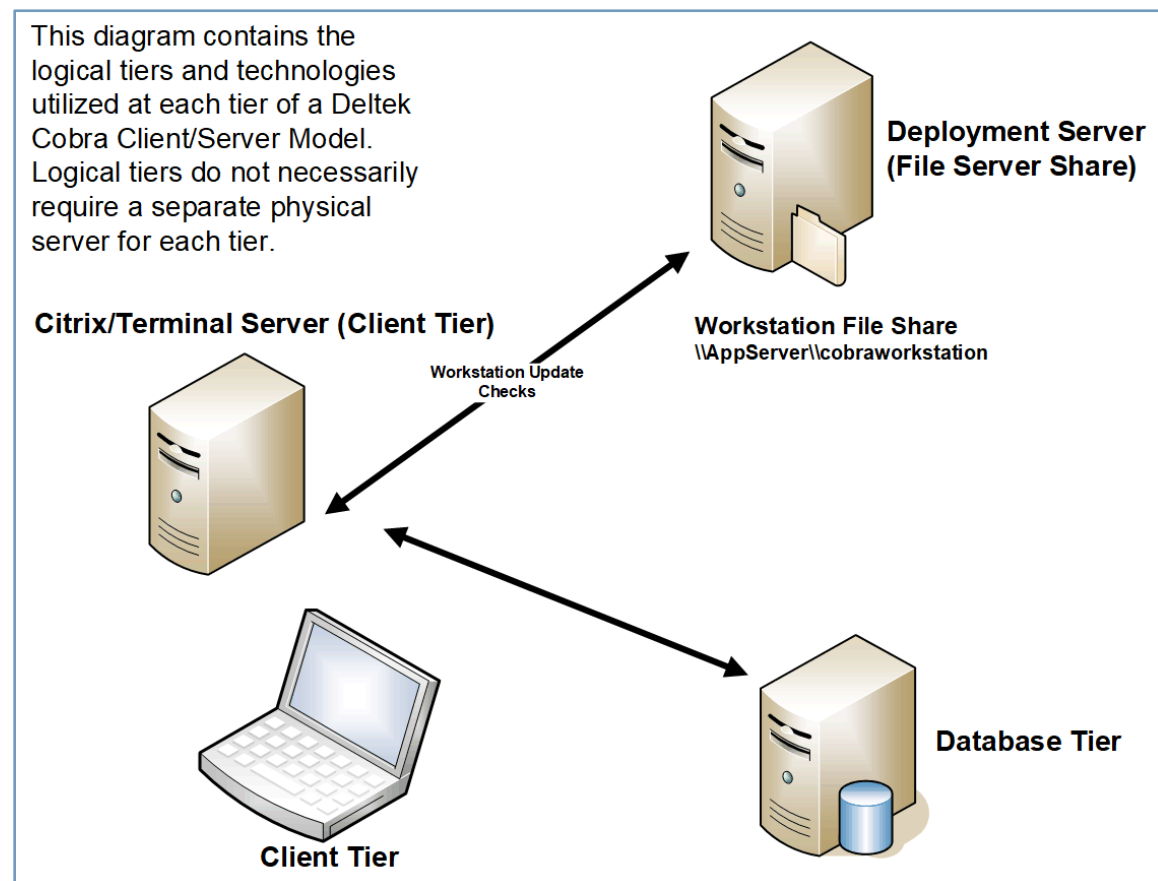 This diagram contains the
logical tiers and technologies
utilized at each tier of a Deltek
Cobra Client/Server Model.
Logical tiers do not necessarily
require a separate physical
server for each tier.
Deployment Server
(File Server Share)
Citrix/Terminal Server (Client Tier)
Workstation File Share
\\AppServer\\cobraworkstation
Workstation Update
Checks
Database Tier
Client Tier